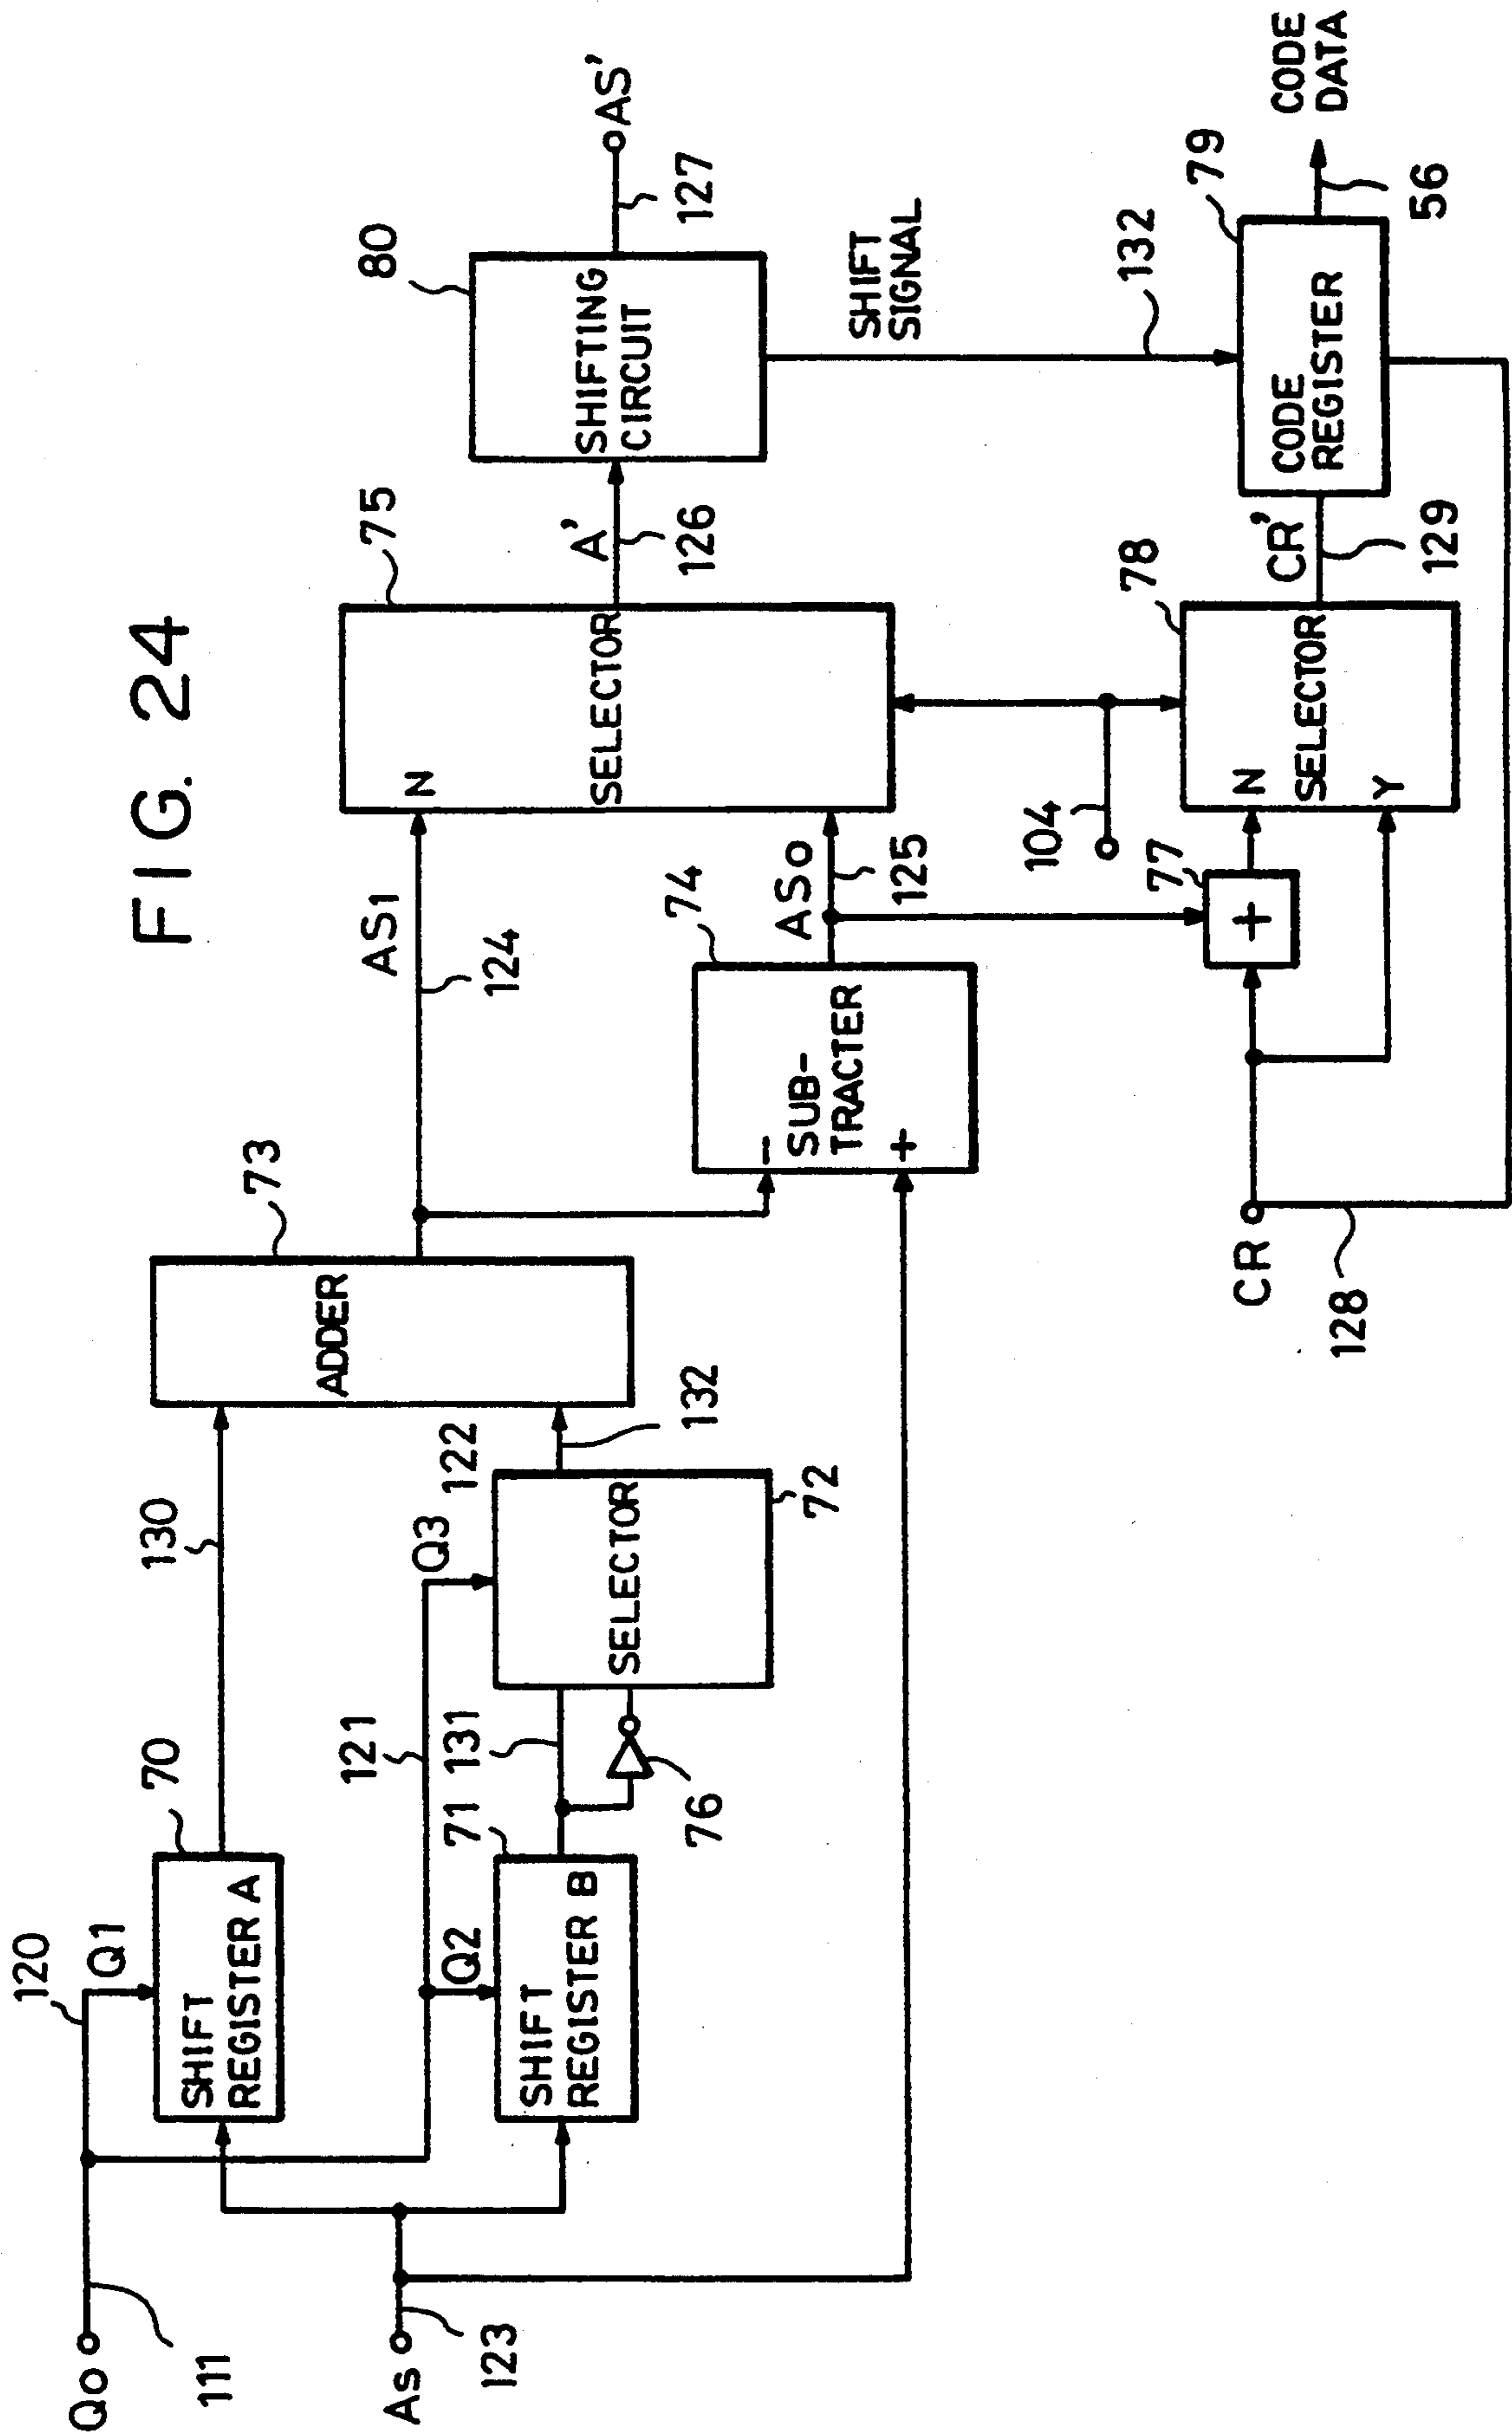 FIG. 24
120
Q1
70
SHIFT
REGISTER A
130
73
ADDER
Qo
111
121
Q2
Q3
71
SHIFT
REGISTER B
131
76
122
SELECTOR
72
132
As
123
AS1
124
75
N
SELECTOR
A'
126
80
SHIFTING
CIRCUIT
AS'
127
74
-
SUB-
TRACTER
+
ASo
125
104
SHIFT
SIGNAL
132
77
+
78
N
SELECTOR
Y
CR'
129
79
CODE
REGISTER
CODE
DATA
56
CR
128